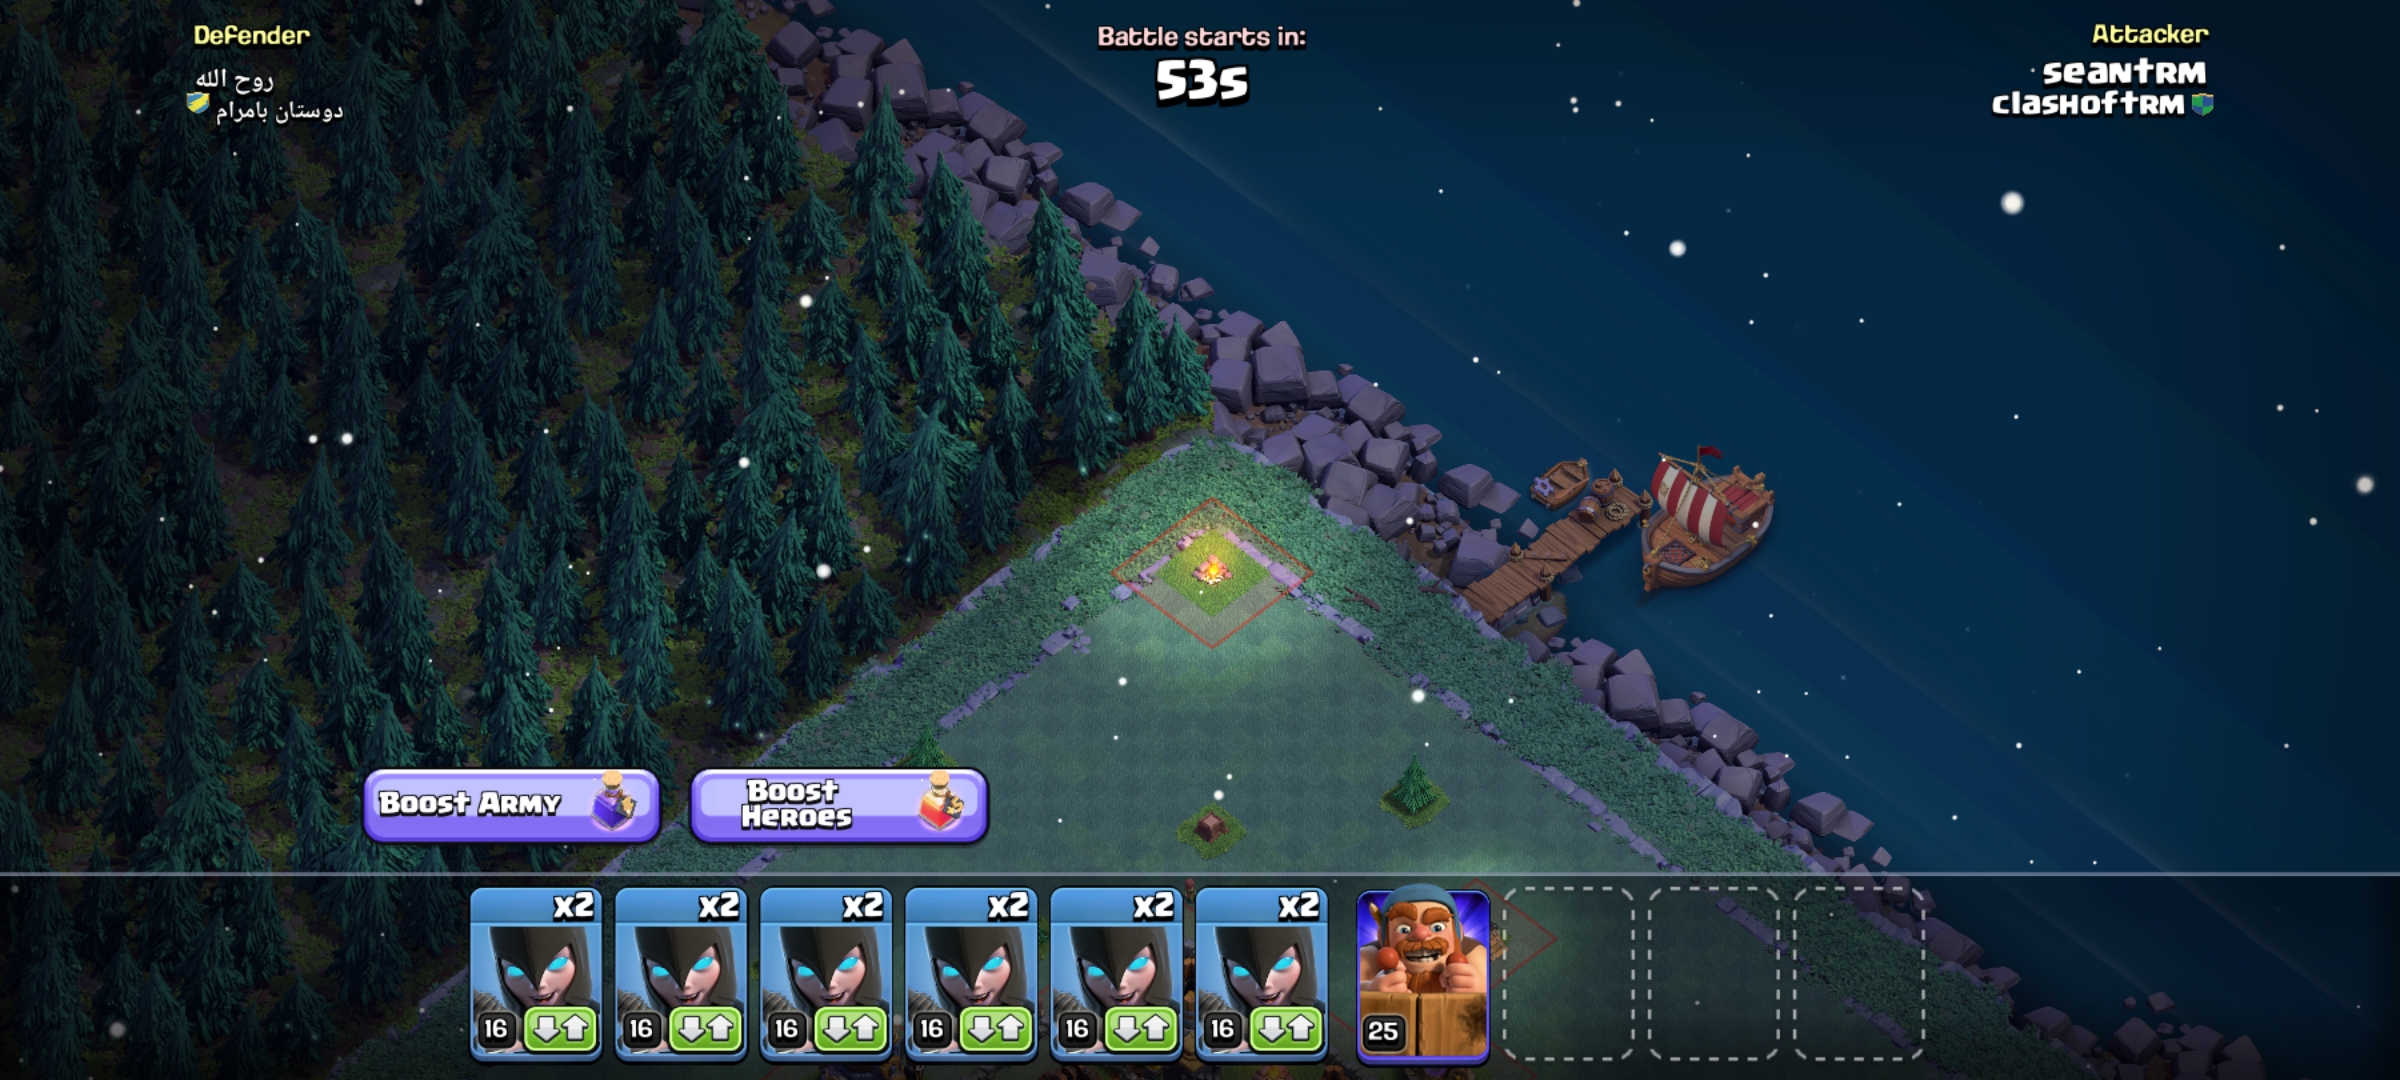 Defender
روح الله
دوستان بامرام
Battle starts in:
53s
Attacker
seantRM
clashoftRM
Boost Army
Boost
Heroes
x2
x2
x2
x2
x2
x2
16
16
16
16
16
16
25